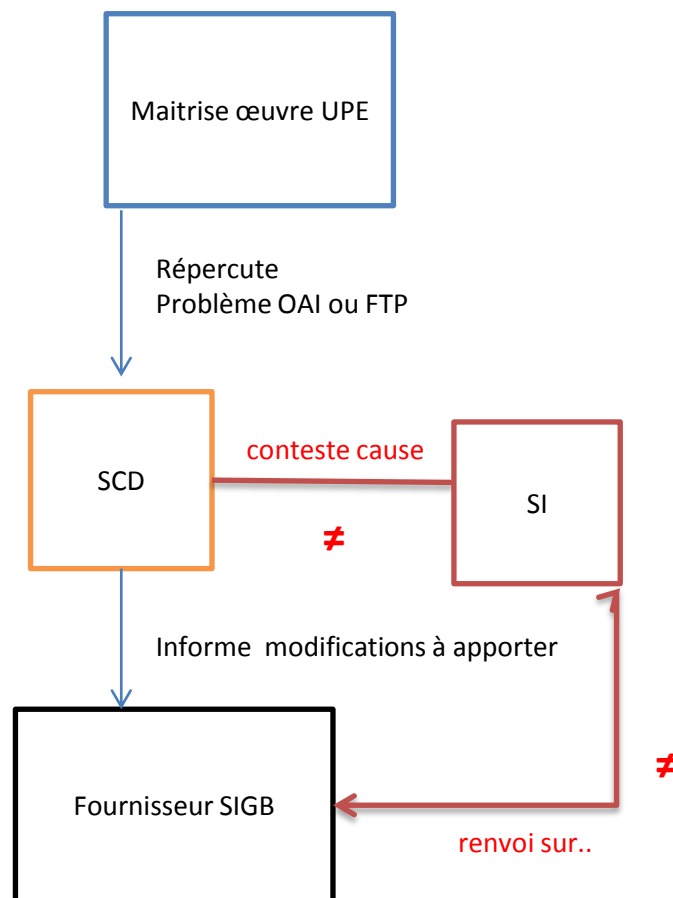 Maitrise œuvre UPE
Répercute
Problème OAI ou FTP
SCD
conteste cause
SI
≠
Informe modifications à apporter
Fournisseur SIGB
≠
renvoi sur..